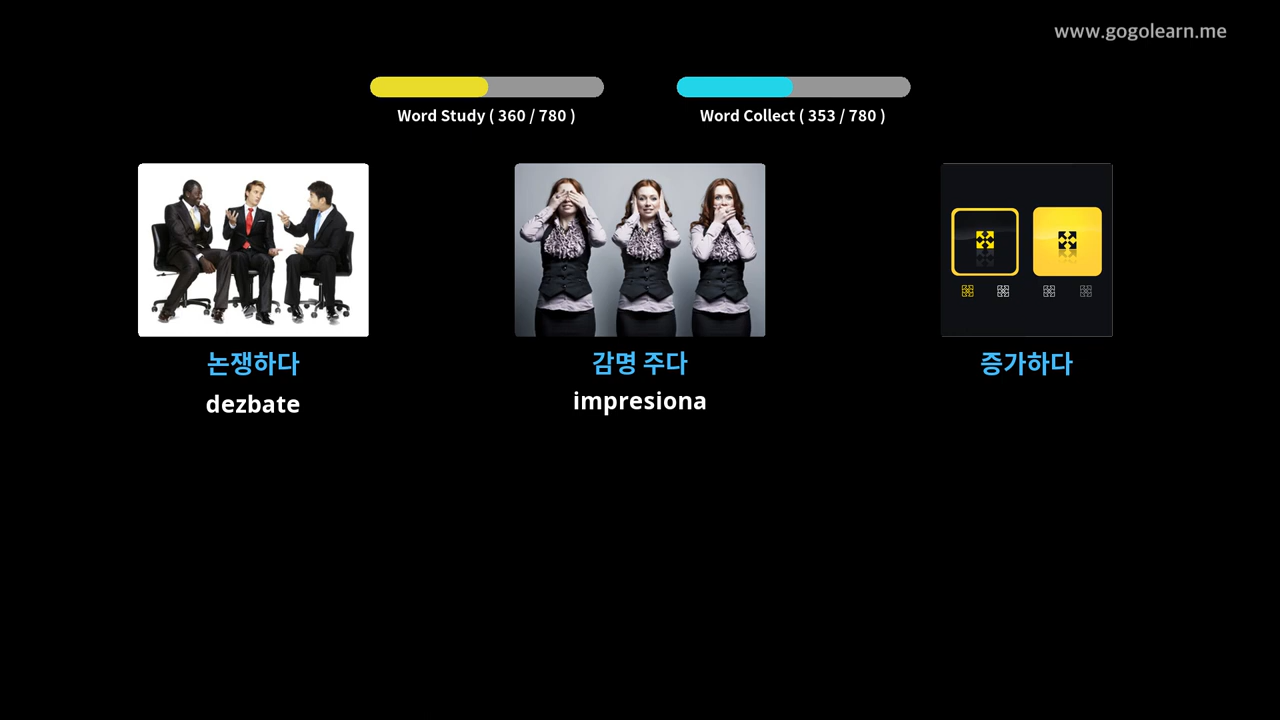 www.gogolearn.me
Word Study ( 360 / 780 )
Word Collect ( 353 / 780 )
논쟁하다
감명 주다
증가하다
dezbate
impresiona